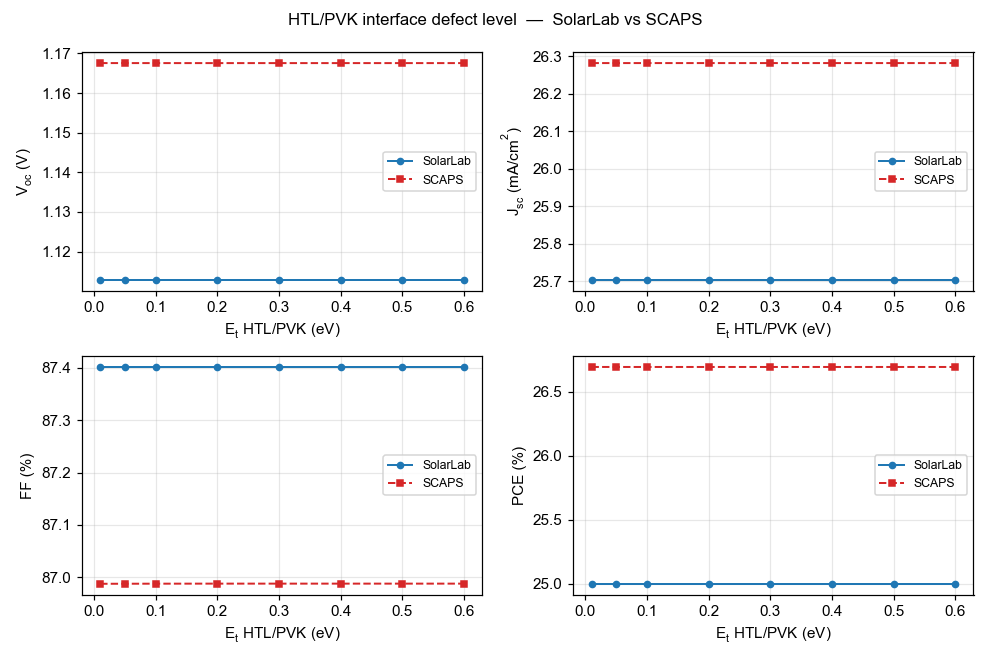 HTL/PVK interface defect level — SolarLab vs SCAPS
1.17
1.16
1.15
1.14
1.13
1.12
V_oc (V)
SolarLab
SCAPS
0.0 0.1 0.2 0.3 0.4 0.5 0.6
E_t HTL/PVK (eV)
26.3
26.2
26.1
26.0
25.9
25.8
25.7
J_sc (mA/cm^2)
SolarLab
SCAPS
0.0 0.1 0.2 0.3 0.4 0.5 0.6
E_t HTL/PVK (eV)
87.4
87.3
87.2
87.1
87.0
FF (%)
SolarLab
SCAPS
0.0 0.1 0.2 0.3 0.4 0.5 0.6
E_t HTL/PVK (eV)
26.5
26.0
25.5
25.0
PCE (%)
SolarLab
SCAPS
0.0 0.1 0.2 0.3 0.4 0.5 0.6
E_t HTL/PVK (eV)